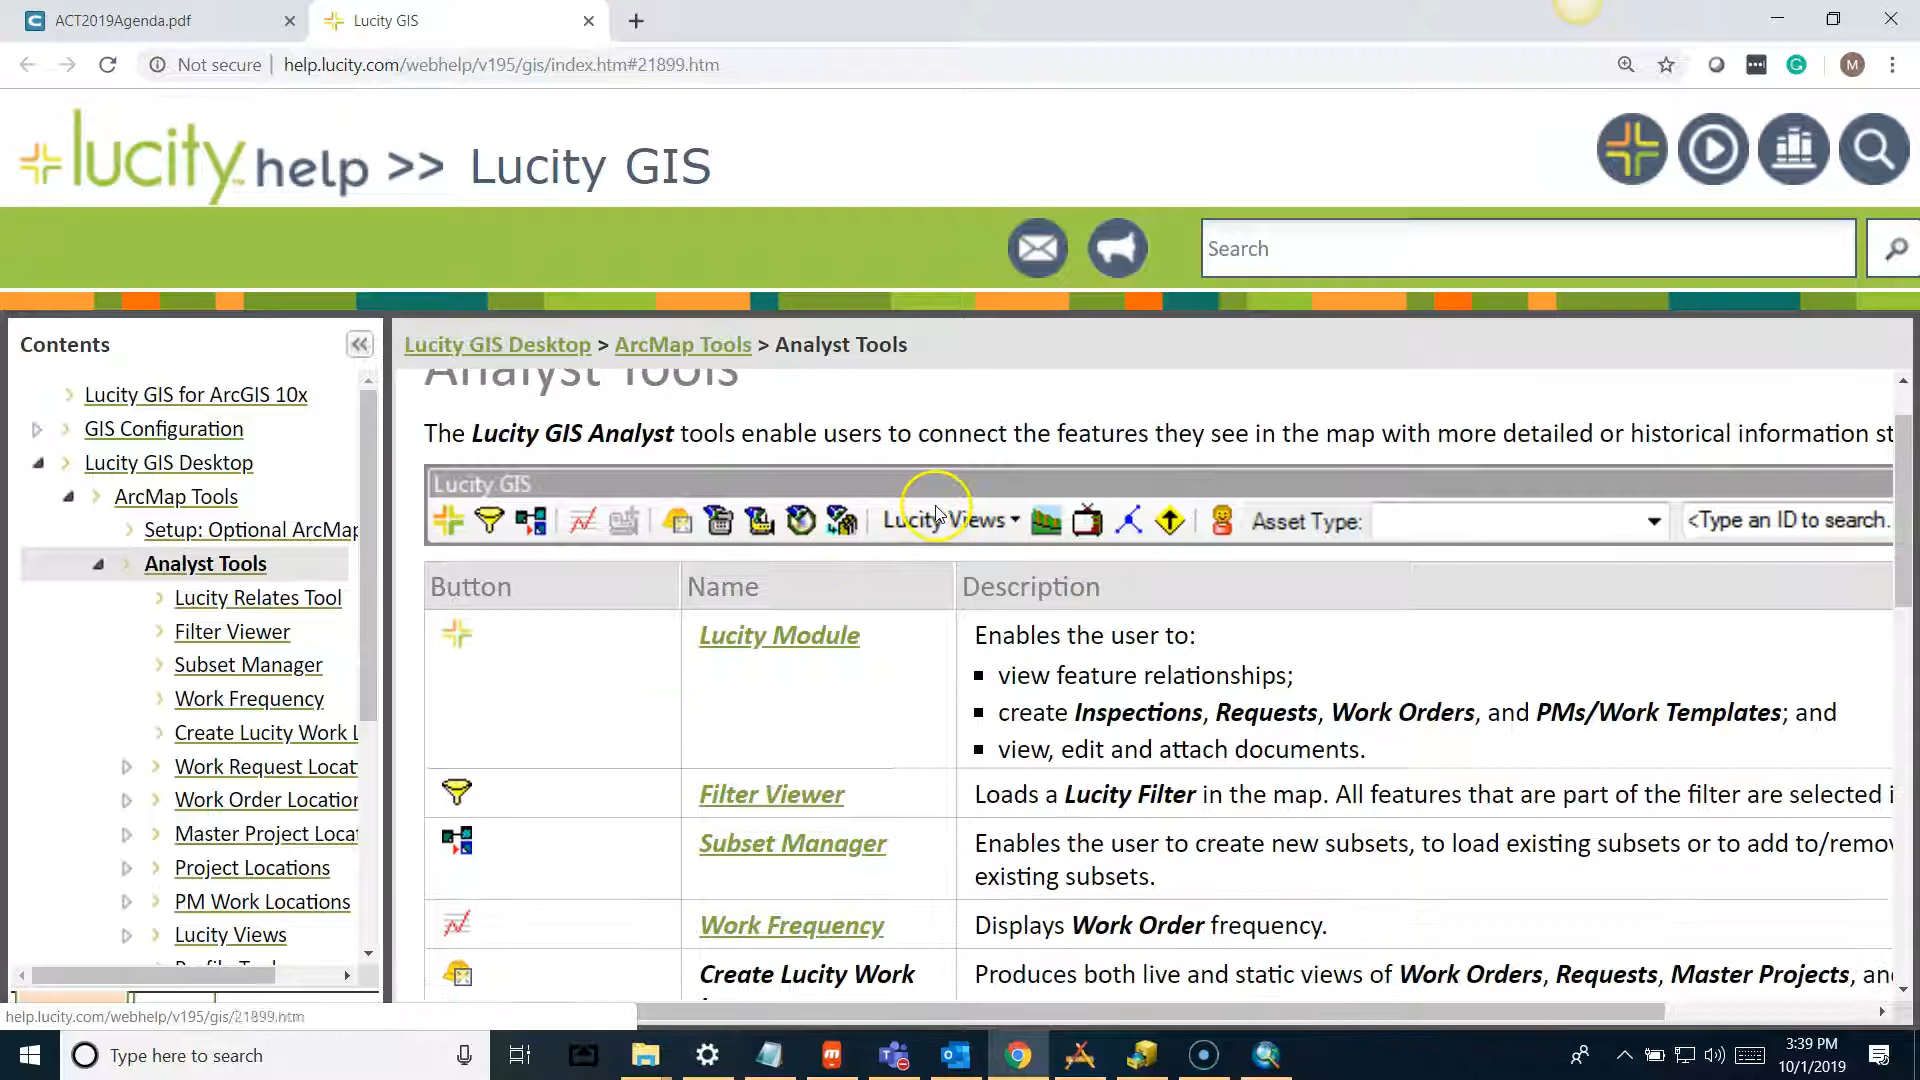 ACT2019Agenda.pdf
Lucity GIS
Not secure | help.lucity.com/webhelp/v195/gis/index.htm#21899.htm
M
lucity help >> Lucity GIS
Search
Contents
Lucity GIS Desktop > ArcMap Tools > Analyst Tools
Lucity GIS for ArcGIS 10x
GIS Configuration
Lucity GIS Desktop
ArcMap Tools
Setup: Optional ArcMap
Analyst Tools
Lucity Relates Tool
Filter Viewer
Subset Manager
Work Frequency
Create Lucity Work L
Work Request Locat
Work Order Location
Master Project Locat
Project Locations
PM Work Locations
Lucity Views
Analyst Tools
The Lucity GIS Analyst tools enable users to connect the features they see in the map with more detailed or historical information st
Lucity GIS
Lucity Views Asset Type: <Type an ID to search.
Button Name Description
Lucity Module Enables the user to:
view feature relationships;
create Inspections, Requests, Work Orders, and PMs/Work Templates; and
view, edit and attach documents.
Filter Viewer Loads a Lucity Filter in the map. All features that are part of the filter are selected i
Subset Manager Enables the user to create new subsets, to load existing subsets or to add to/remov
existing subsets.
Work Frequency Displays Work Order frequency.
Create Lucity Work Produces both live and static views of Work Orders, Requests, Master Projects, an
help.lucity.com/webhelp/v195/gis/21899.htm
Type here to search
3:39 PM
10/1/2019